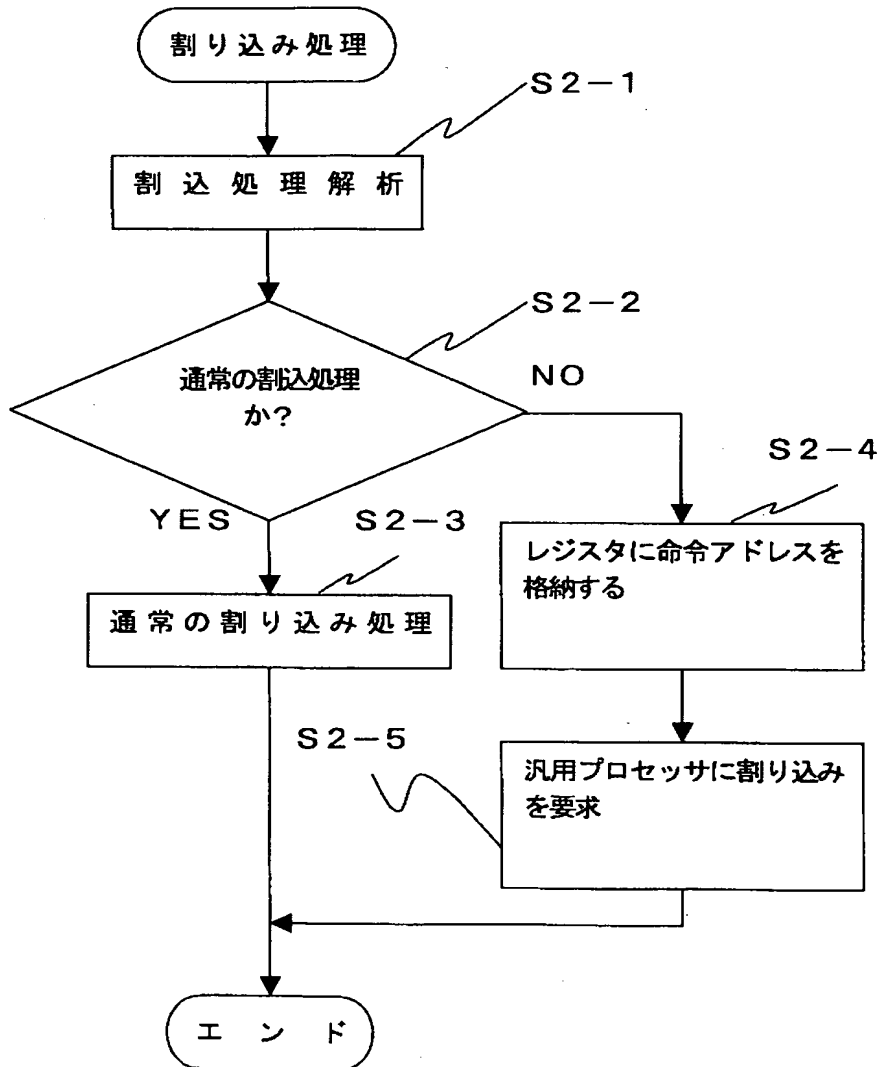 割り込み処理
S2-1
割込処理解析
S2-2
通常の割込処理
か?
NO
S2-4
YES
S2-3
レジスタに命令アドレスを
格納する
通常の割り込み処理
S2-5
汎用プロセッサに割り込み
を要求
エンド